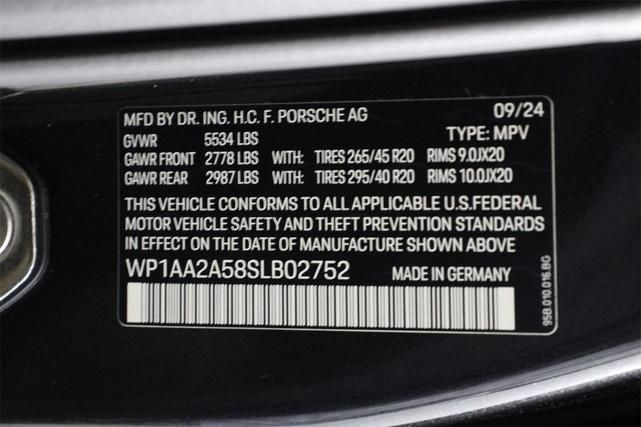 MFD BY DR. ING. H.C. F. PORSCHE AG 09/24
GVWR 5534 LBS TYPE: MPV
GAWR FRONT 2778 LBS WITH: TIRES 265/45 R20 RIMS 9.0JX20
GAWR REAR 2987 LBS WITH: TIRES 295/40 R20 RIMS 10.0JX20
THIS VEHICLE CONFORMS TO ALL APPLICABLE U.S.FEDERAL
MOTOR VEHICLE SAFETY AND THEFT PREVENTION STANDARDS
IN EFFECT ON THE DATE OF MANUFACTURE SHOWN ABOVE
WP1AA2A58SLB02752 MADE IN GERMANY
95B.010.016.BG